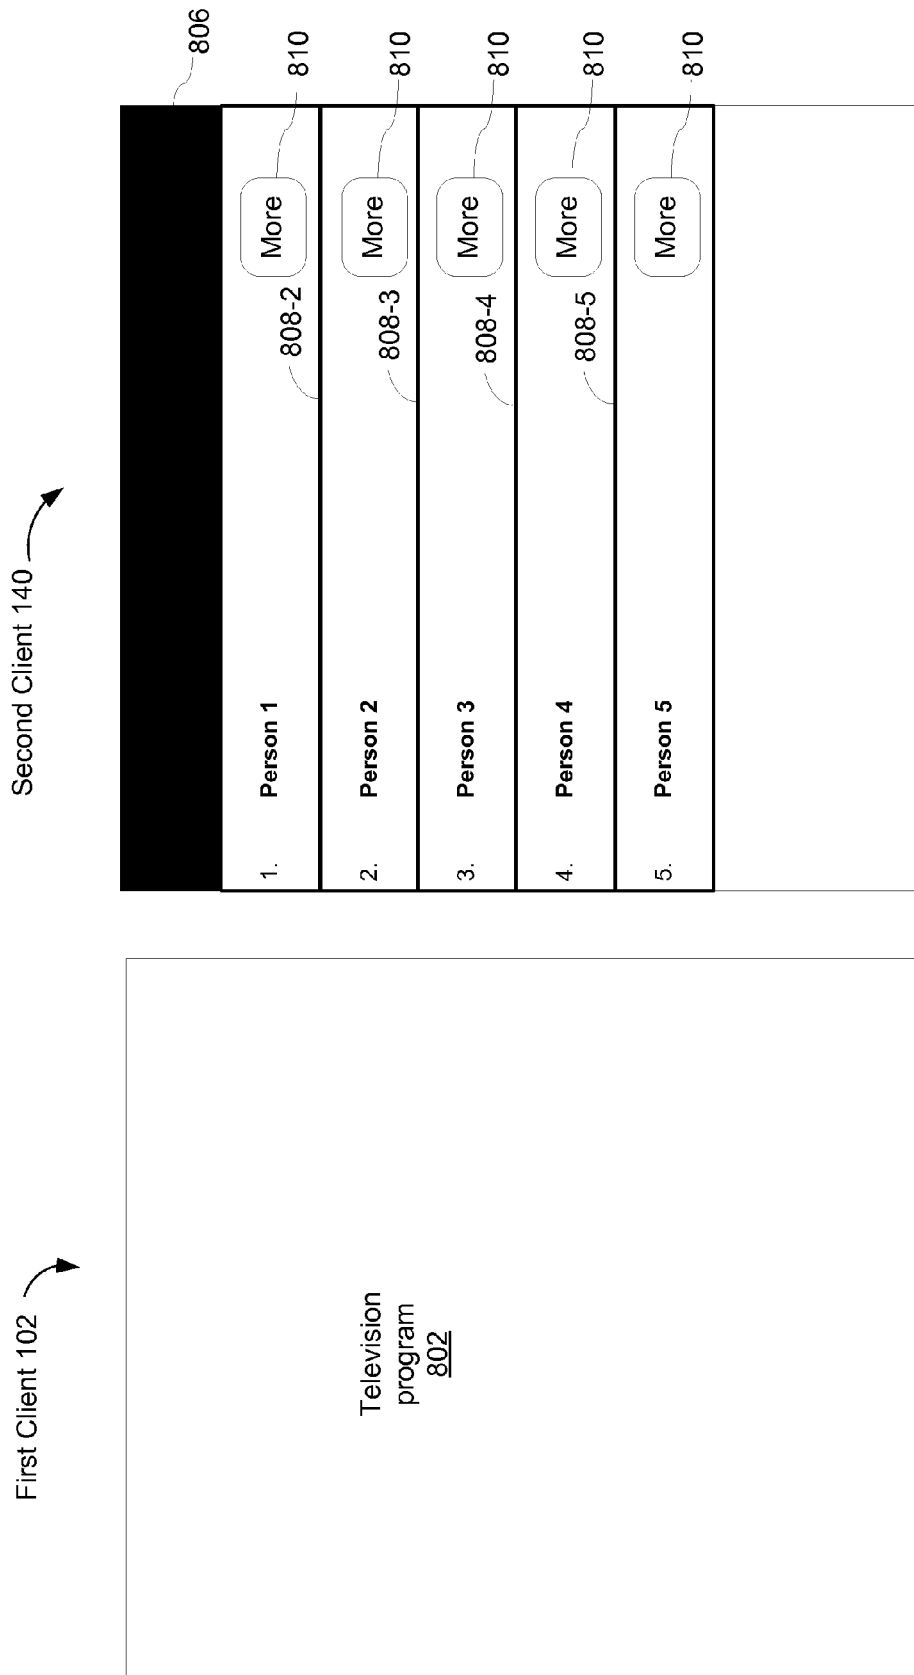 First Client 102
Second Client 140
Television
program
802
806
1. Person 1 More 810
808-2
2. Person 2 More 810
808-3
3. Person 3 More 810
808-4
4. Person 4 More 810
808-5
5. Person 5 More 810